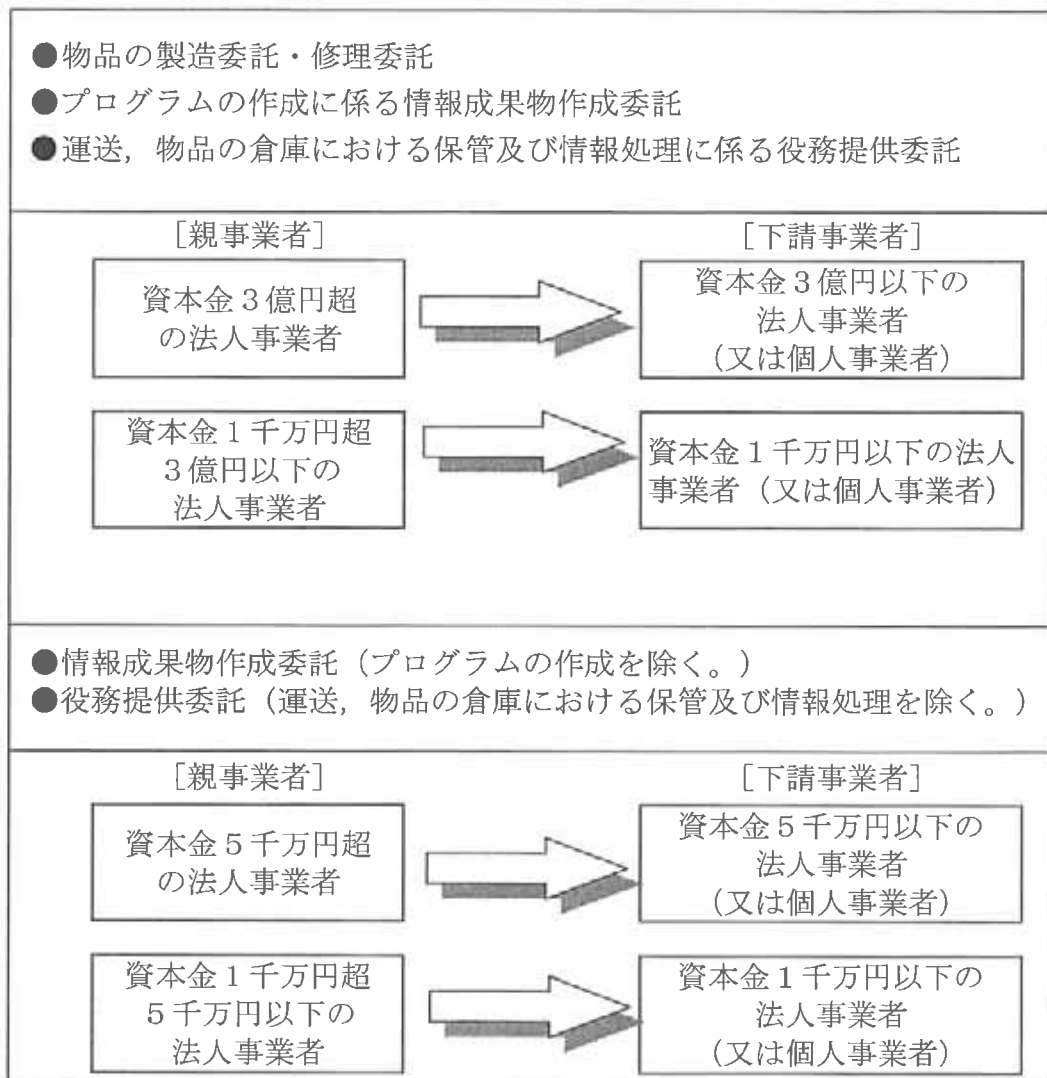 ●物品の製造委託・修理委託
●プログラムの作成に係る情報成果物作成委託
●運送，物品の倉庫における保管及び情報処理に係る役務提供委託
［親事業者］
［下請事業者］
資本金３億円超
の法人事業者
資本金３億円以下の
法人事業者
（又は個人事業者）
資本金１千万円超
３億円以下の
法人事業者
資本金１千万円以下の法人
事業者（又は個人事業者）
●情報成果物作成委託（プログラムの作成を除く。）
●役務提供委託（運送，物品の倉庫における保管及び情報処理を除く。）
［親事業者］
［下請事業者］
資本金５千万円超
の法人事業者
資本金５千万円以下の
法人事業者
（又は個人事業者）
資本金１千万円超
５千万円以下の
法人事業者
資本金１千万円以下の
法人事業者
（又は個人事業者）